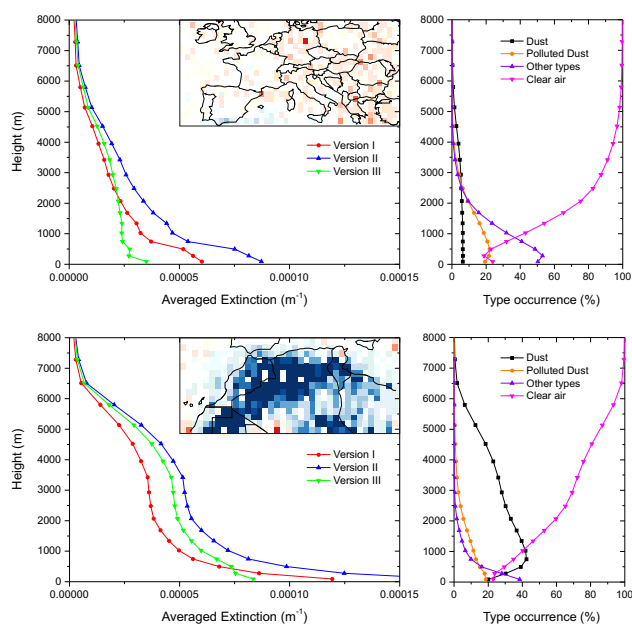 8000
7000
6000
5000
4000
3000
2000
1000
0
Height (m)
Version I
Version II
Version III
0.00000
0.00005
0.00010
0.00015
Averaged Extinction (m⁻¹)
8000
7000
6000
5000
4000
3000
2000
1000
0
Dust
Polluted Dust
Other types
Clear air
0 20 40 60 80 100
Type occurrence (%)
8000
7000
6000
5000
4000
3000
2000
1000
0
Height (m)
Version I
Version II
Version III
0.00000
0.00005
0.00010
0.00015
Averaged Extinction (m⁻¹)
8000
7000
6000
5000
4000
3000
2000
1000
0
Dust
Polluted Dust
Other types
Clear air
0 20 40 60 80 100
Type occurrence (%)